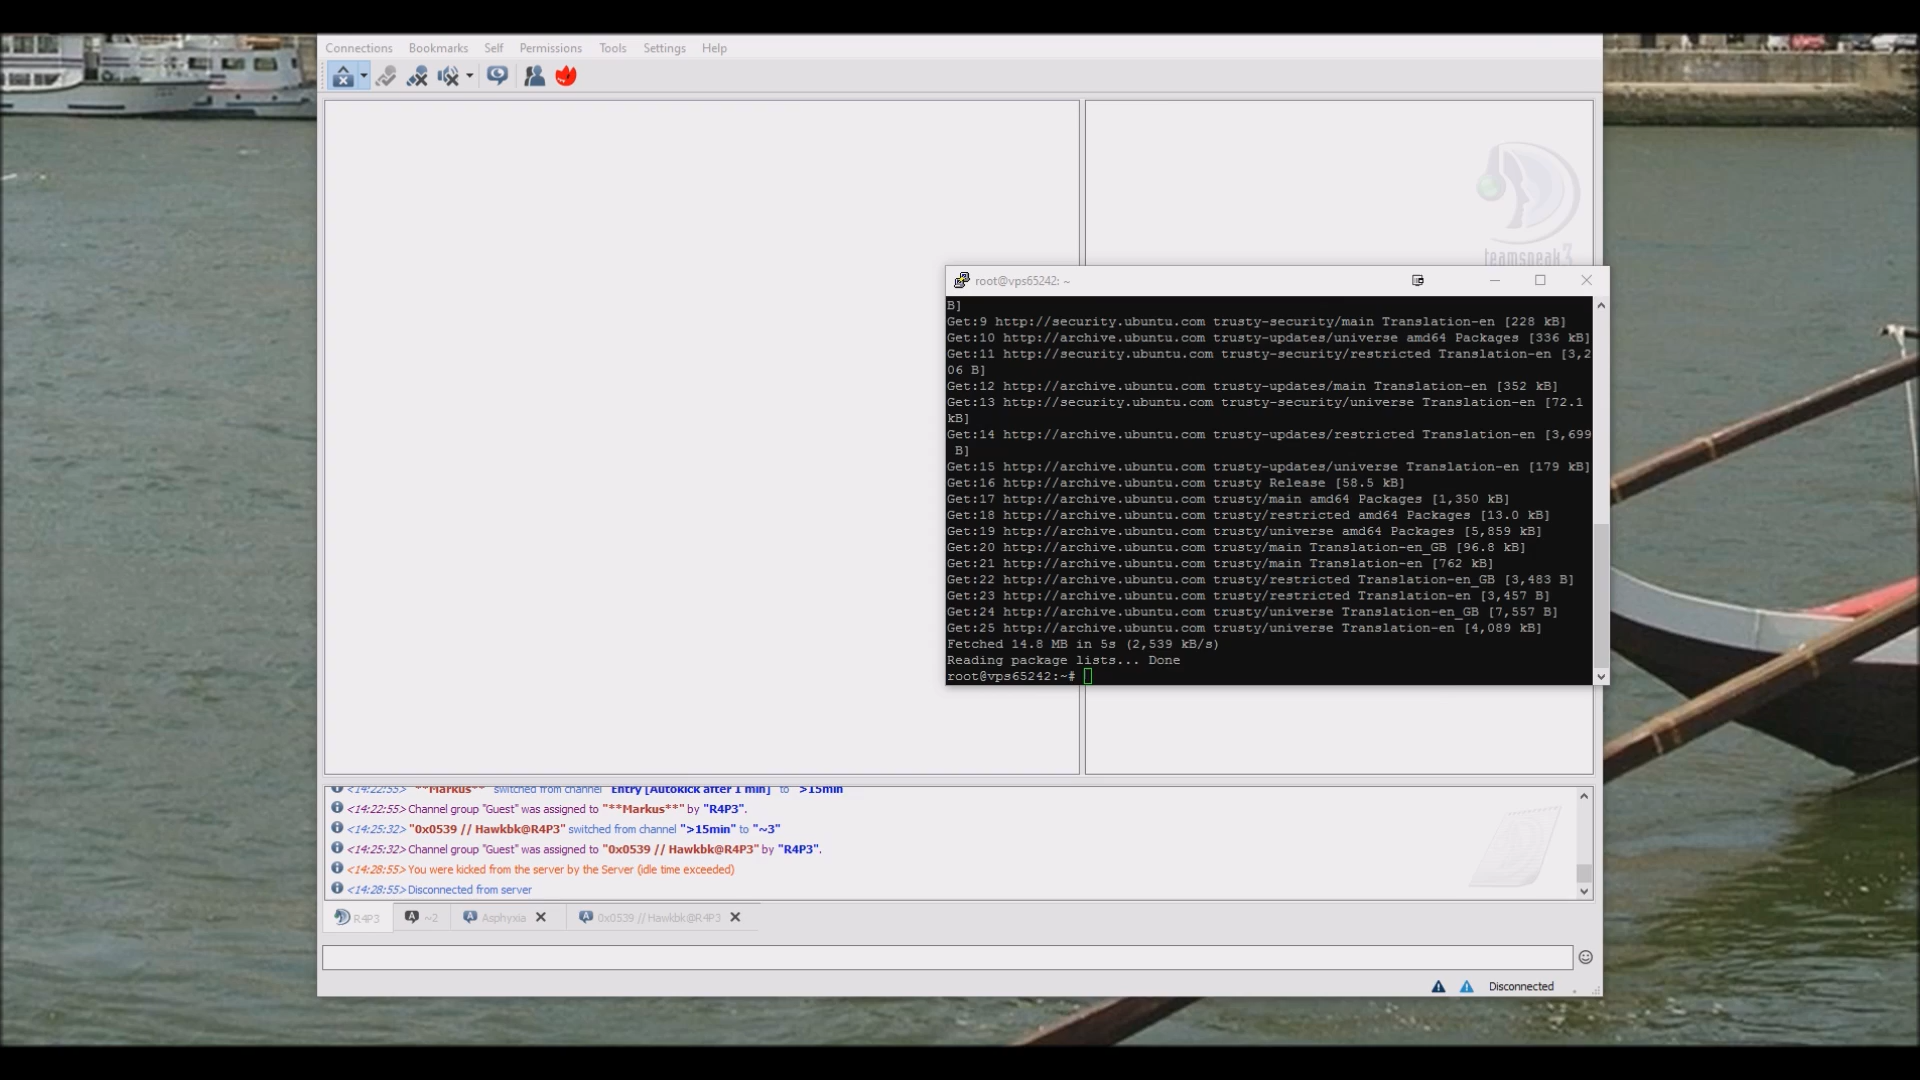 Connections Bookmarks Self Permissions Tools Settings Help
teamspeak3
root@vps65242: ~
B]
Get:9 http://security.ubuntu.com trusty-security/main Translation-en [228 kB]
Get:10 http://archive.ubuntu.com trusty-updates/universe amd64 Packages [336 kB]
Get:11 http://security.ubuntu.com trusty-security/restricted Translation-en [3,2
06 B]
Get:12 http://archive.ubuntu.com trusty-updates/main Translation-en [352 kB]
Get:13 http://security.ubuntu.com trusty-security/universe Translation-en [72.1
kB]
Get:14 http://archive.ubuntu.com trusty-updates/restricted Translation-en [3,699
B]
Get:15 http://archive.ubuntu.com trusty-updates/universe Translation-en [179 kB]
Get:16 http://archive.ubuntu.com trusty Release [58.5 kB]
Get:17 http://archive.ubuntu.com trusty/main amd64 Packages [1,350 kB]
Get:18 http://archive.ubuntu.com trusty/restricted amd64 Packages [13.0 kB]
Get:19 http://archive.ubuntu.com trusty/universe amd64 Packages [5,859 kB]
Get:20 http://archive.ubuntu.com trusty/main Translation-en_GB [96.8 kB]
Get:21 http://archive.ubuntu.com trusty/main Translation-en [762 kB]
Get:22 http://archive.ubuntu.com trusty/restricted Translation-en_GB [3,483 B]
Get:23 http://archive.ubuntu.com trusty/restricted Translation-en [3,457 B]
Get:24 http://archive.ubuntu.com trusty/universe Translation-en_GB [7,557 B]
Get:25 http://archive.ubuntu.com trusty/universe Translation-en [4,089 kB]
Fetched 14.8 MB in 5s (2,539 kB/s)
Reading package lists... Done
root@vps65242:~#
<14:22:55> "**Markus**" switched from channel "Entry [Autokick after 1 min]" to ">15min"
<14:22:55> Channel group "Guest" was assigned to "**Markus**" by "R4P3".
<14:25:32> "0x0539 // Hawkbk@R4P3" switched from channel ">15min" to "~3"
<14:25:32> Channel group "Guest" was assigned to "0x0539 // Hawkbk@R4P3" by "R4P3".
<14:28:55> You were kicked from the server by the Server (idle time exceeded)
<14:28:55> Disconnected from server
R4P3 ~2 Asphyxia 0x0539 // Hawkbk@R4P3
Disconnected